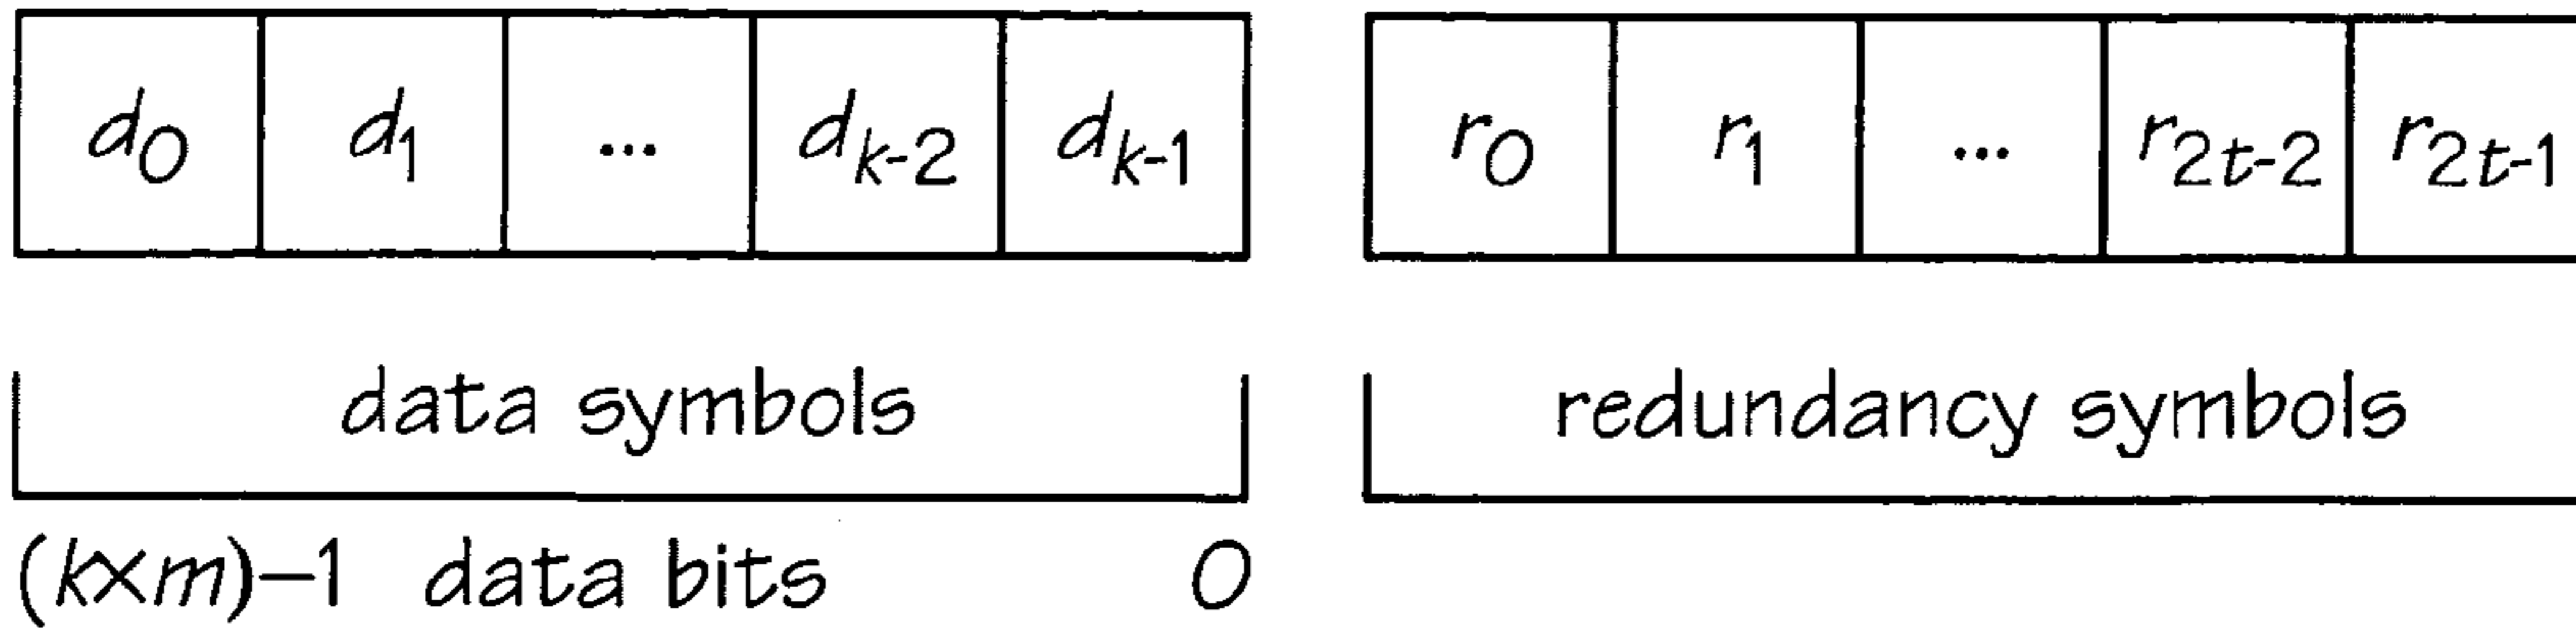 d0 d1 ... dk-2 dk-1 r0 r1 ... r2t-2 r2t-1
data symbols redundancy symbols
(k×m)–1 data bits 0